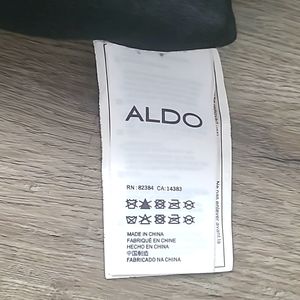 ALDO
RN: 82384 CA: 14383
MADE IN CHINA
FABRIQUÉ EN CHINE
HECHO EN CHINA
中国制造
FABRICADO NA CHINA